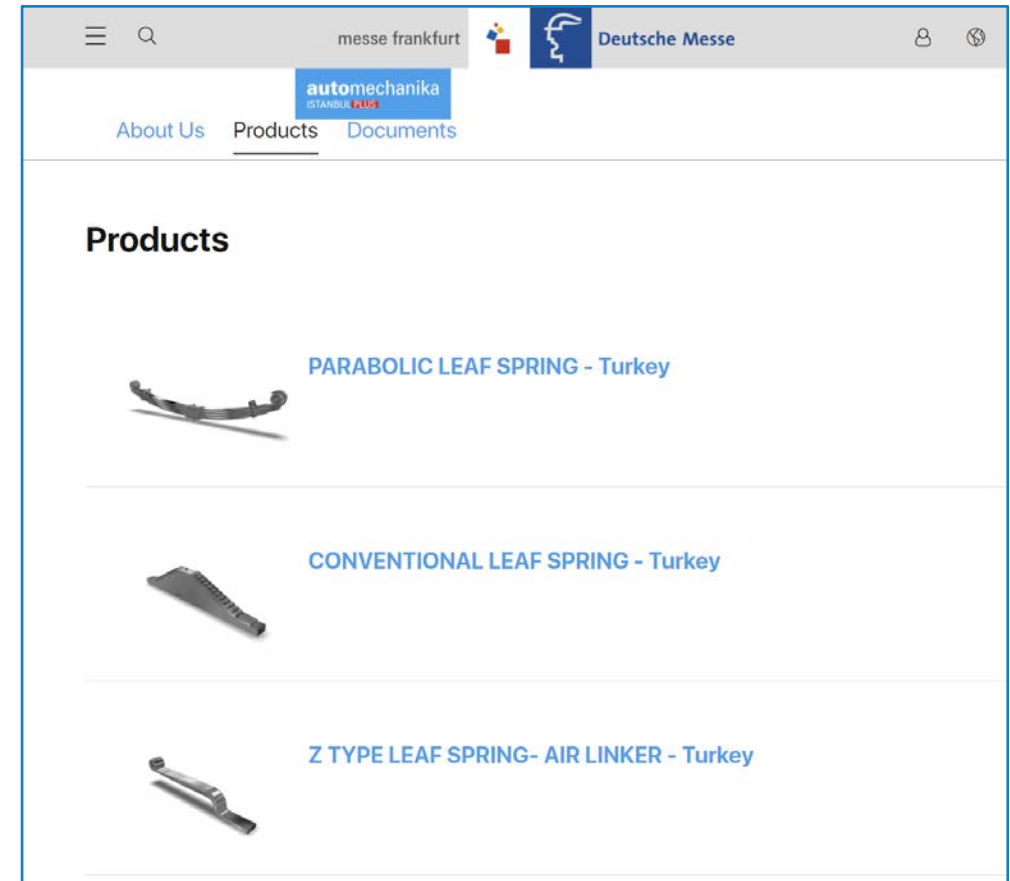 messe frankfurt
Deutsche Messe
automechanika
ISTANBUL PLUS
About Us Products Documents
Products
PARABOLIC LEAF SPRING - Turkey
CONVENTIONAL LEAF SPRING - Turkey
Z TYPE LEAF SPRING- AIR LINKER - Turkey